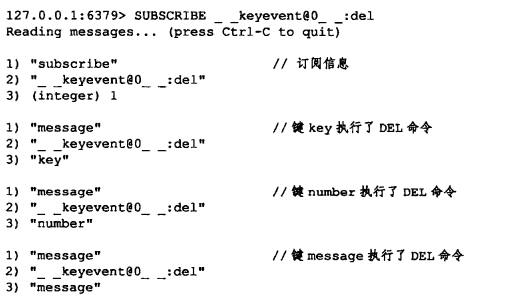 127.0.0.1:6379> SUBSCRIBE _ _keyevent@0_ _:del
Reading messages... (press Ctrl-C to quit)
1) "subscribe" // 订阅信息
2) "_ _keyevent@0_ _:del"
3) (integer) 1
1) "message" //键 key 执行了 DEL 命令
2) "_ _keyevent@0_ _:del"
3) "key"
1) "message" //键 number 执行了 DEL 命令
2) "_ _keyevent@0_ _:del"
3) "number"
1) "message" //键 message 执行了 DEL 命令
2) "_ _keyevent@0_ _:del"
3) "message"